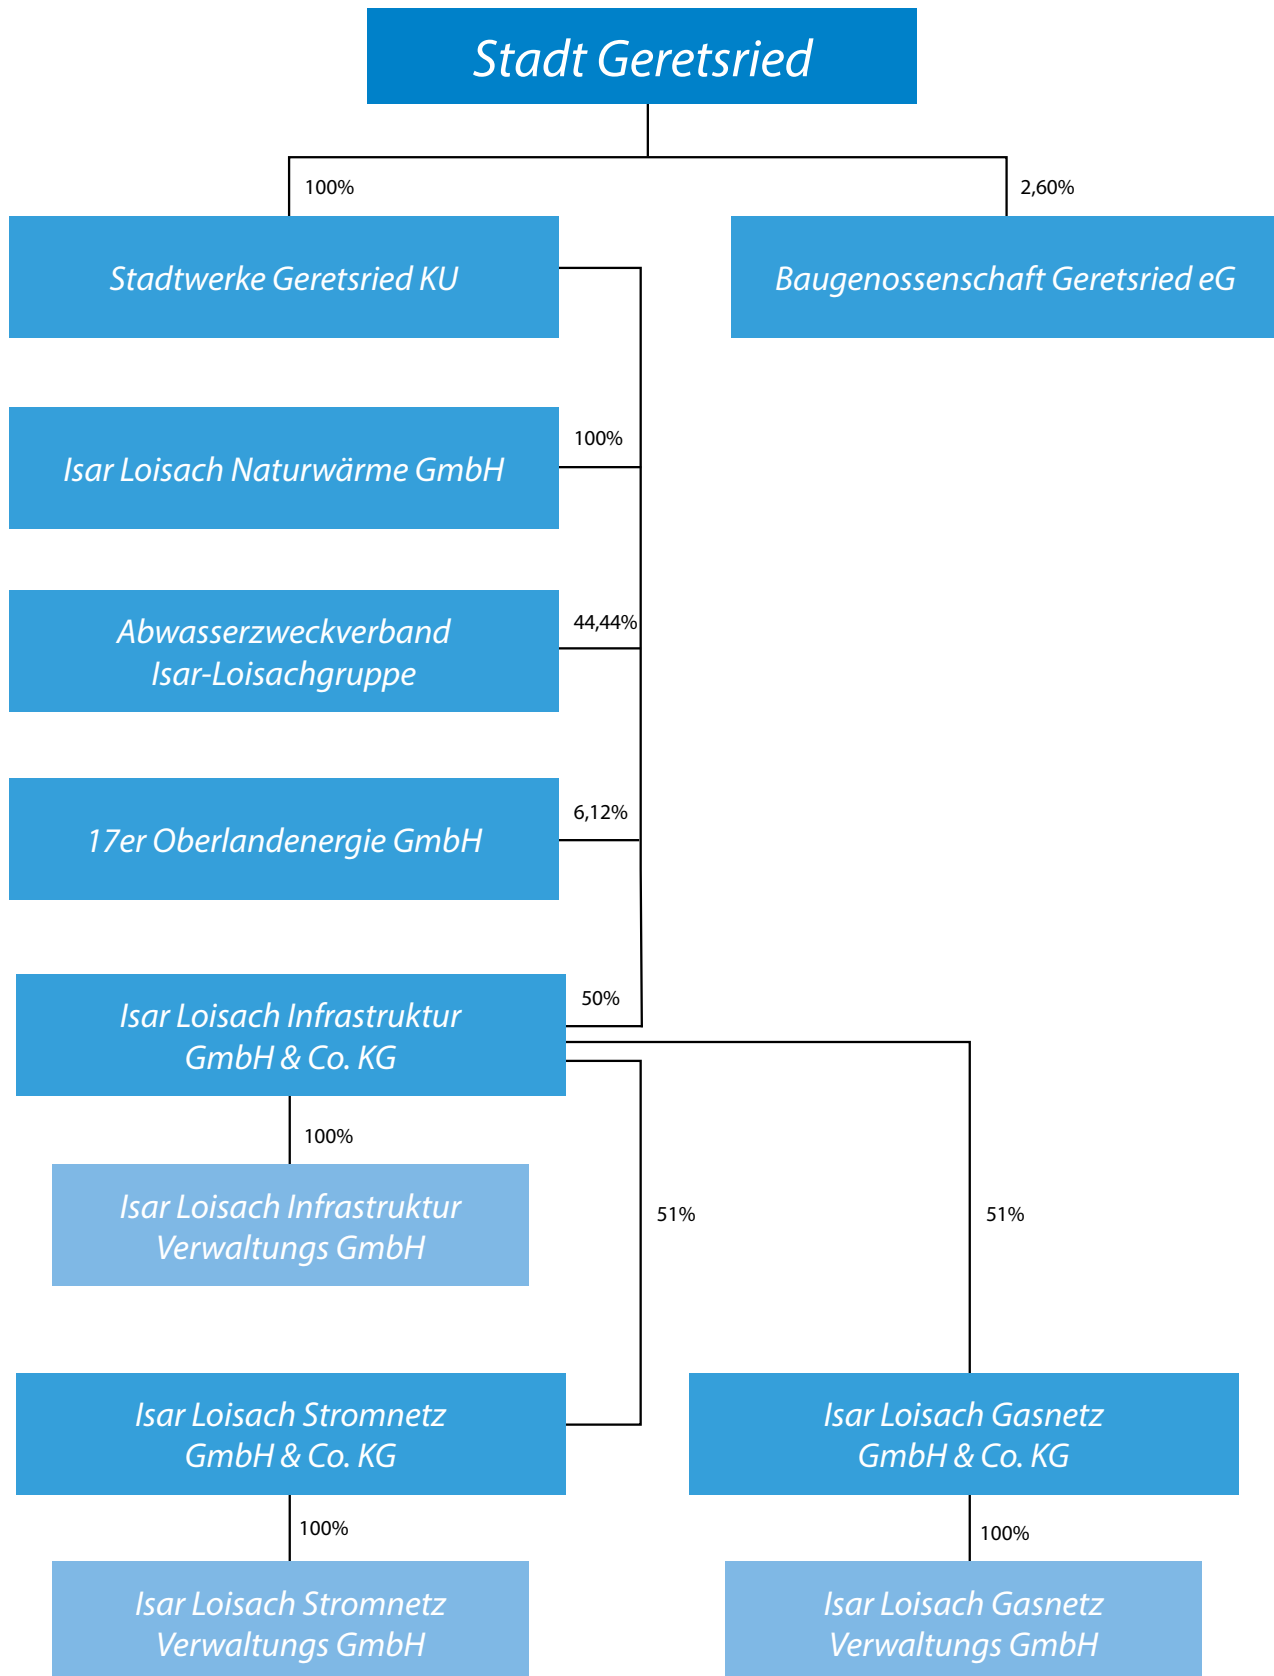 Stadt Geretsried
100%
2,60%
Stadtwerke Geretsried KU
Baugenossenschaft Geretsried eG
100%
Isar Loisach Naturwärme GmbH
44,44%
Abwasserzweckverband
Isar-Loisachgruppe
6,12%
17er Oberlandenergie GmbH
50%
Isar Loisach Infrastruktur
GmbH & Co. KG
100%
Isar Loisach Infrastruktur
Verwaltungs GmbH
51%
51%
Isar Loisach Stromnetz
GmbH & Co. KG
Isar Loisach Gasnetz
GmbH & Co. KG
100%
100%
Isar Loisach Stromnetz
Verwaltungs GmbH
Isar Loisach Gasnetz
Verwaltungs GmbH